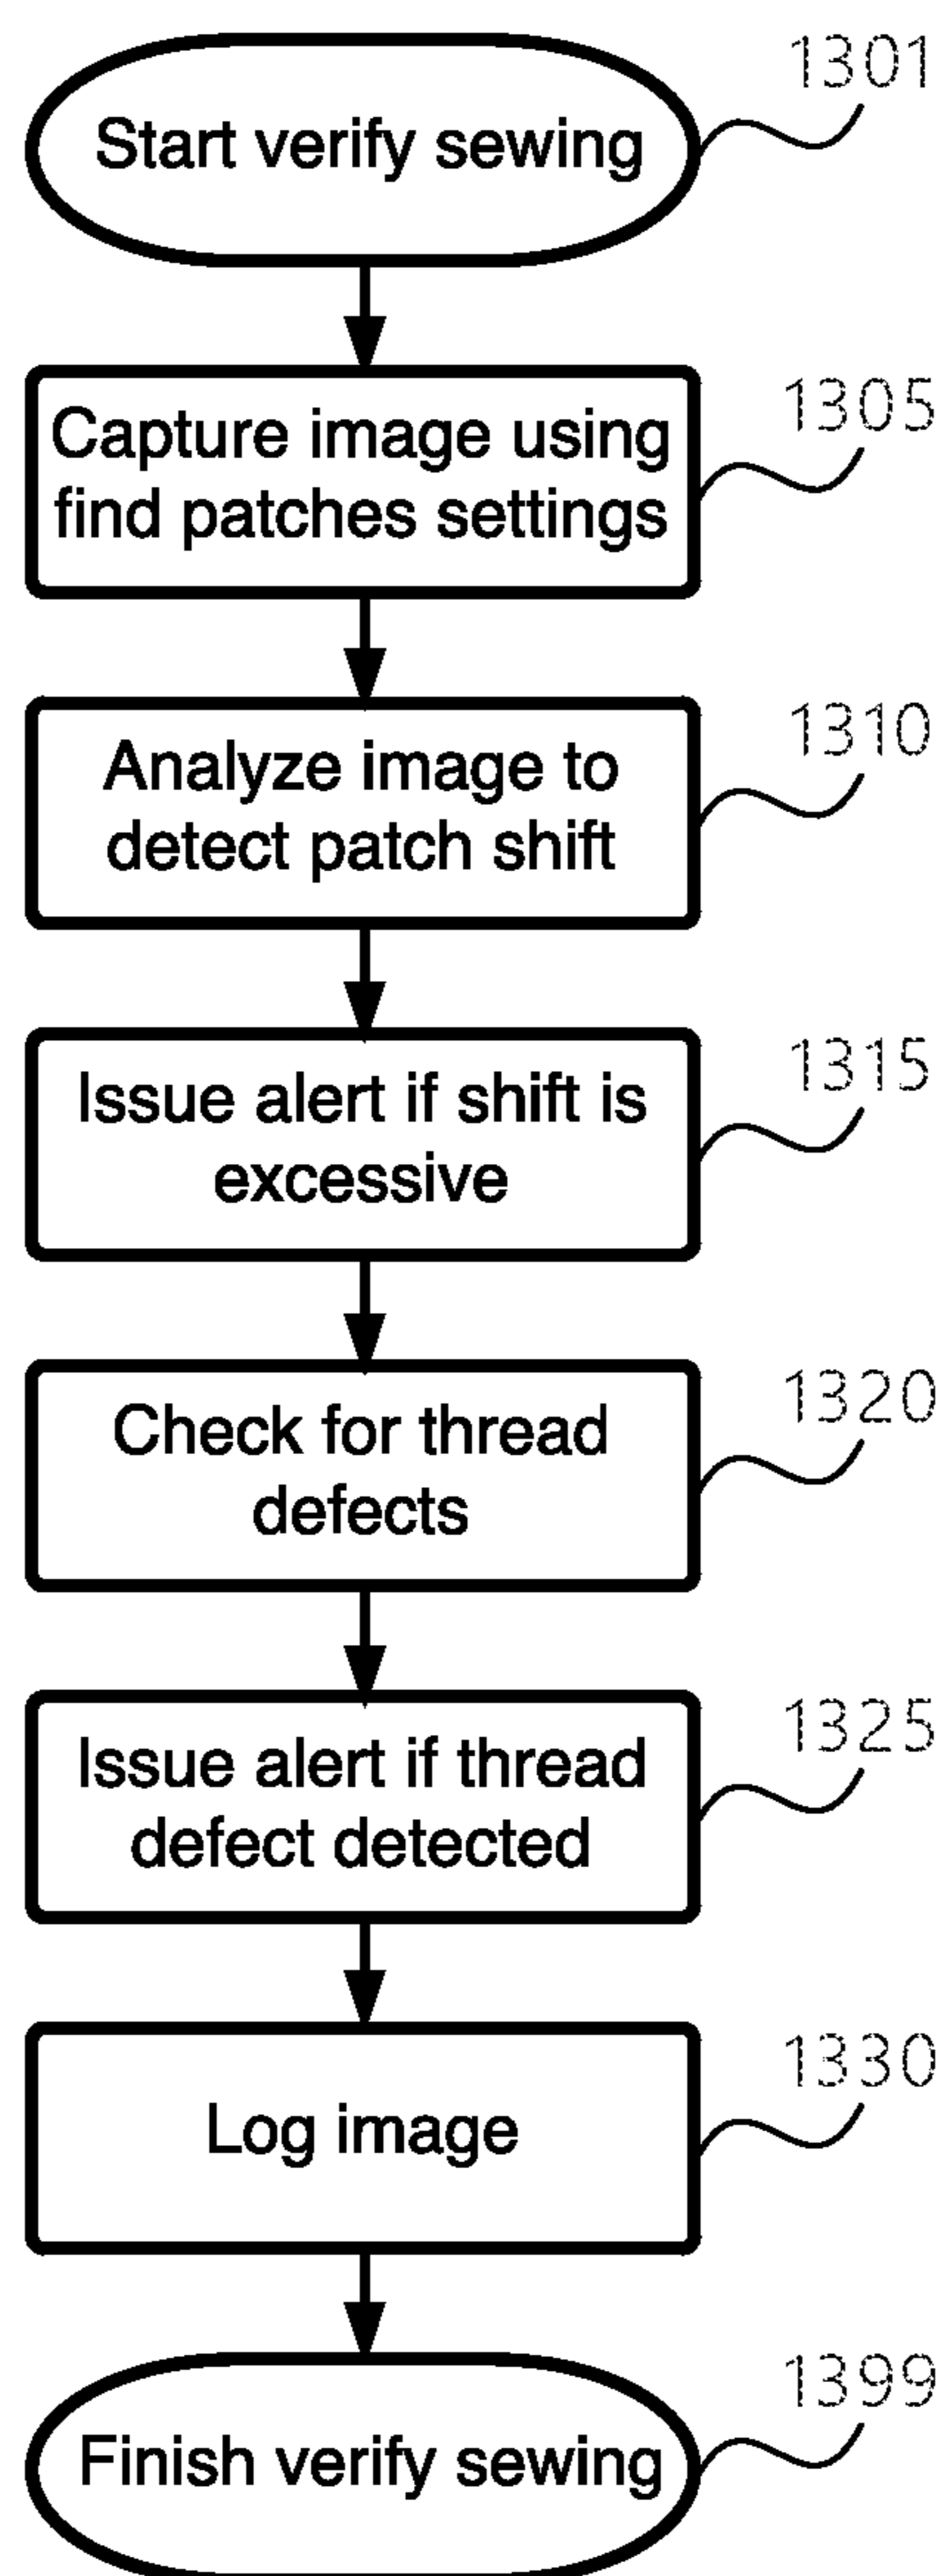 1301
Start verify sewing
1305
Capture image using
find patches settings
1310
Analyze image to
detect patch shift
1315
Issue alert if shift is
excessive
1320
Check for thread
defects
1325
Issue alert if thread
defect detected
1330
Log image
1399
Finish verify sewing